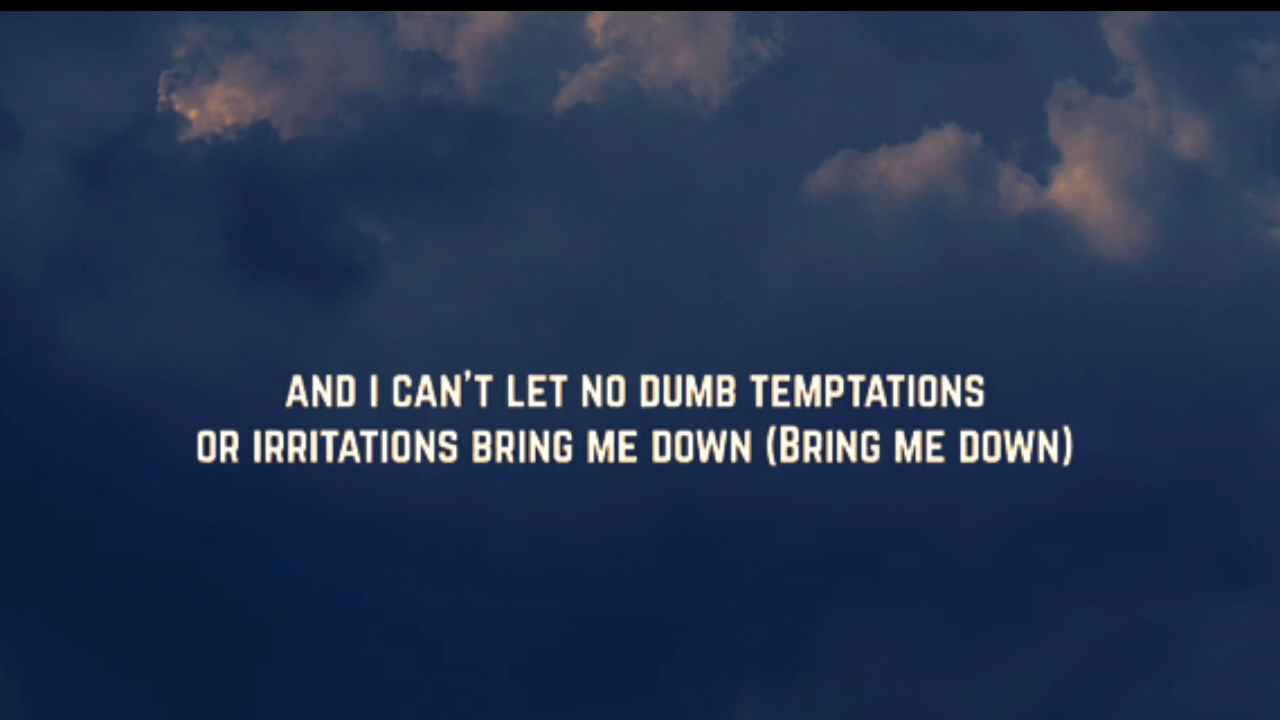 AND I CAN'T LET NO DUMB TEMPTATIONS
OR IRRITATIONS BRING ME DOWN (BRING ME DOWN)